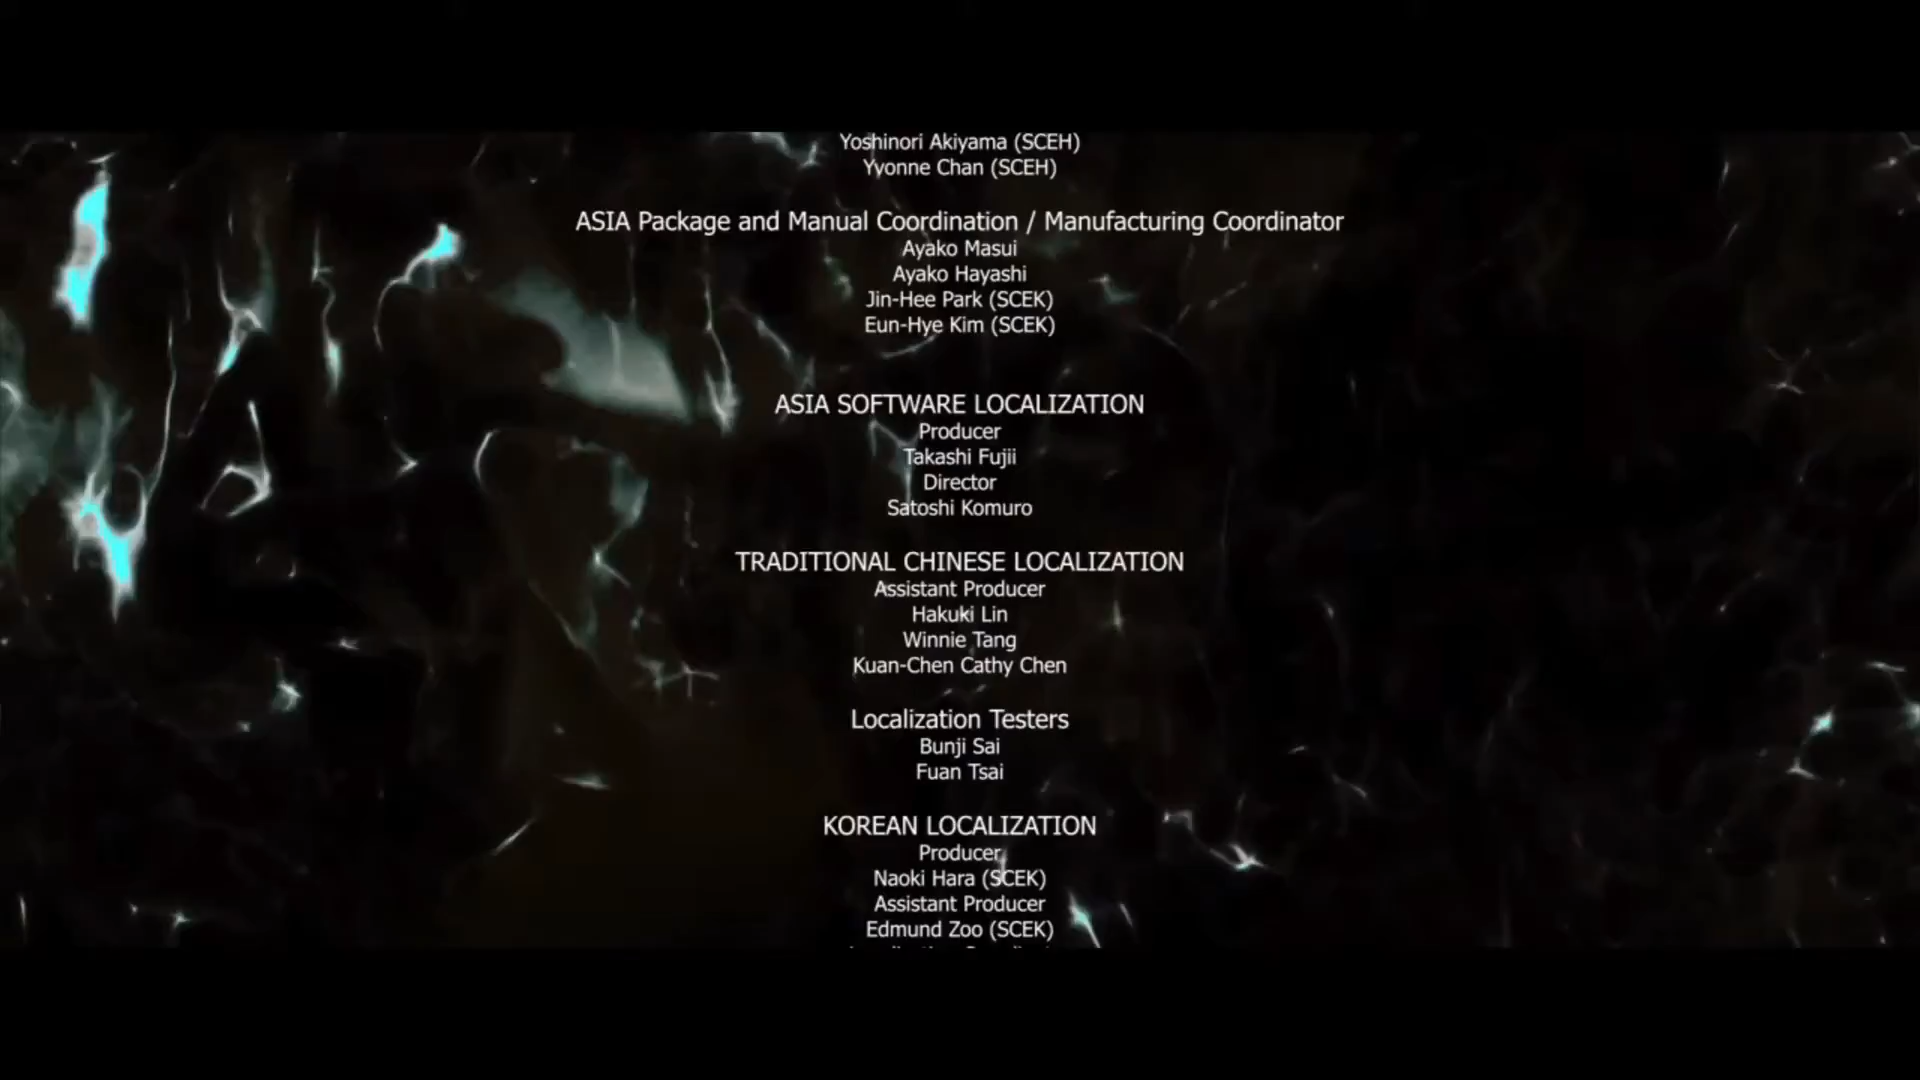 Yoshinori Akiyama (SCEH)
Yvonne Chan (SCEH)
ASIA Package and Manual Coordination / Manufacturing Coordinator
Ayako Masui
Ayako Hayashi
Jin-Hee Park (SCEK)
Eun-Hye Kim (SCEK)
ASIA SOFTWARE LOCALIZATION
Producer
Takashi Fujii
Director
Satoshi Komuro
TRADITIONAL CHINESE LOCALIZATION
Assistant Producer
Hakuki Lin
Winnie Tang
Kuan-Chen Cathy Chen
Localization Testers
Bunji Sai
Fuan Tsai
KOREAN LOCALIZATION
Producer
Naoki Hara (SCEK)
Assistant Producer
Edmund Zoo (SCEK)